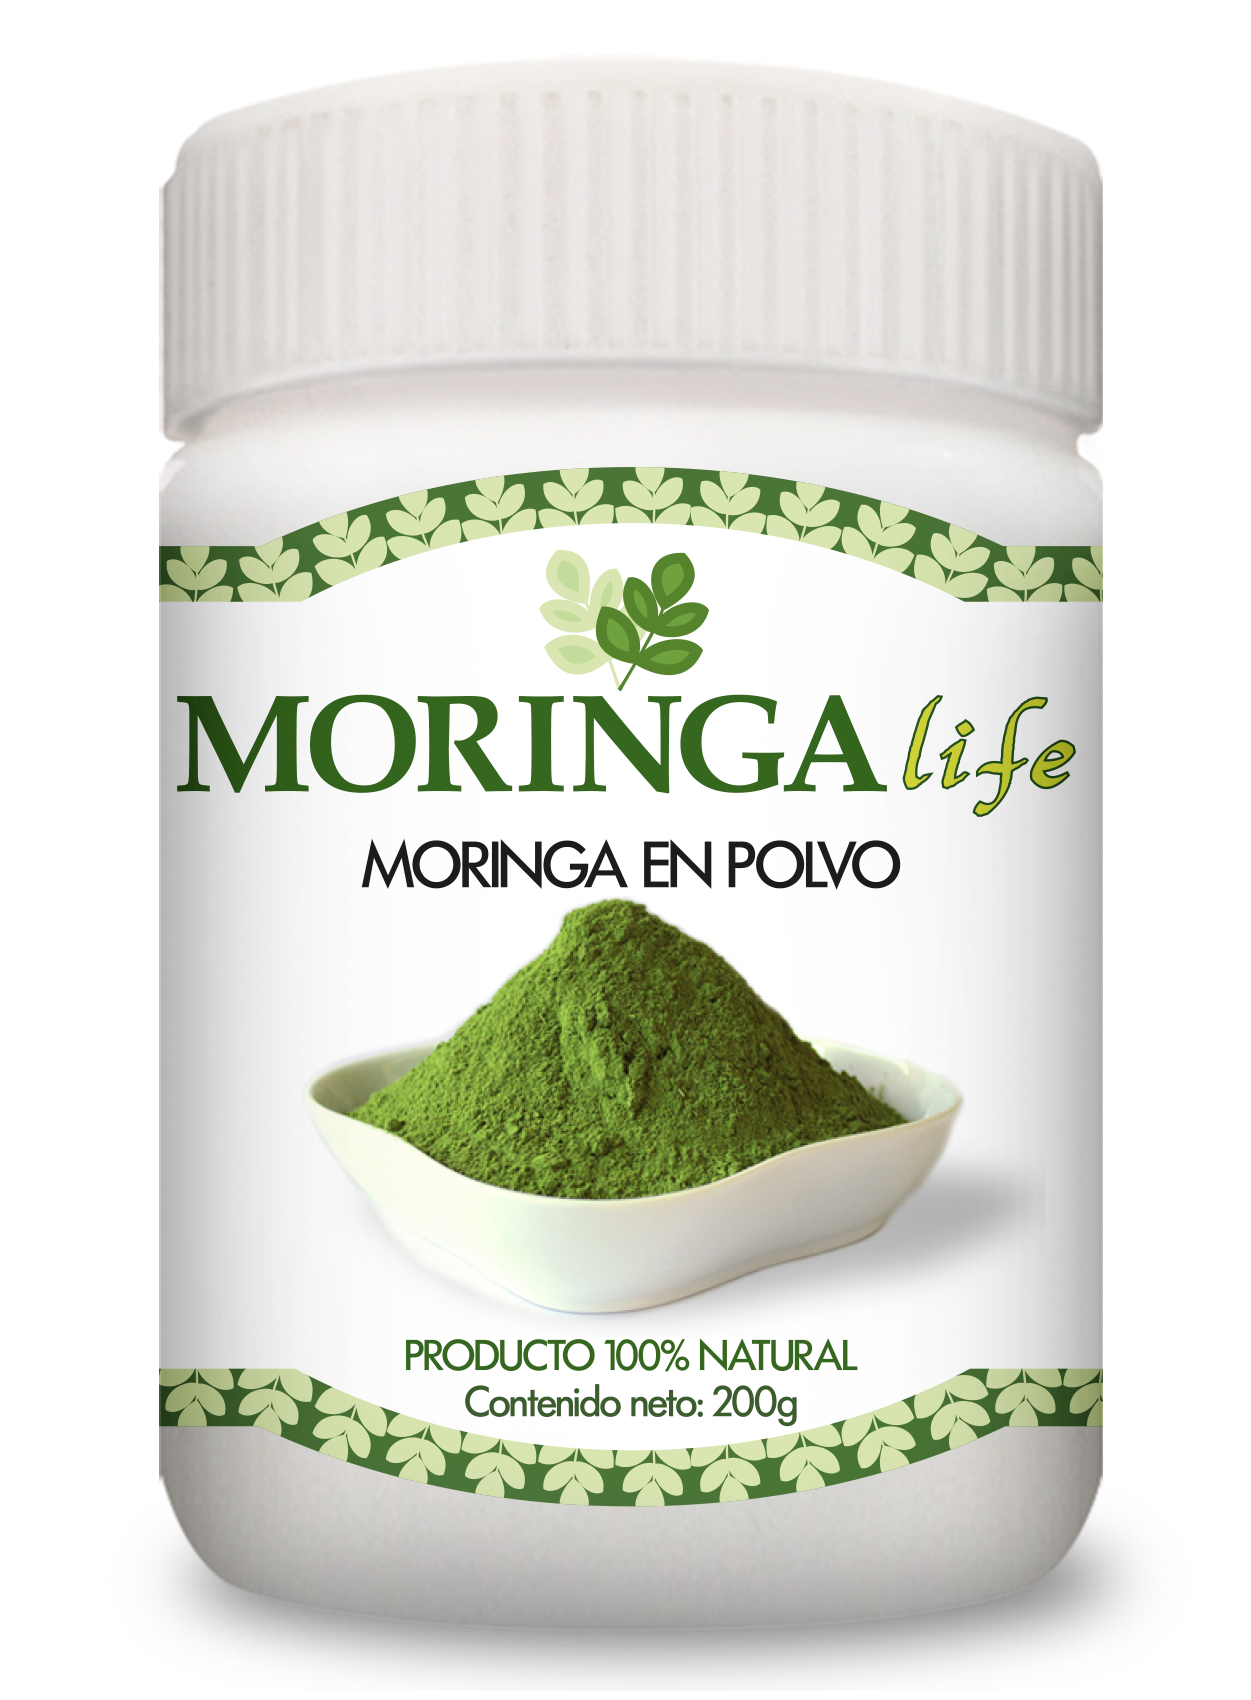 MORINGA life
MORINGA EN POLVO
PRODUCTO 100% NATURAL
Contenido neto: 200g